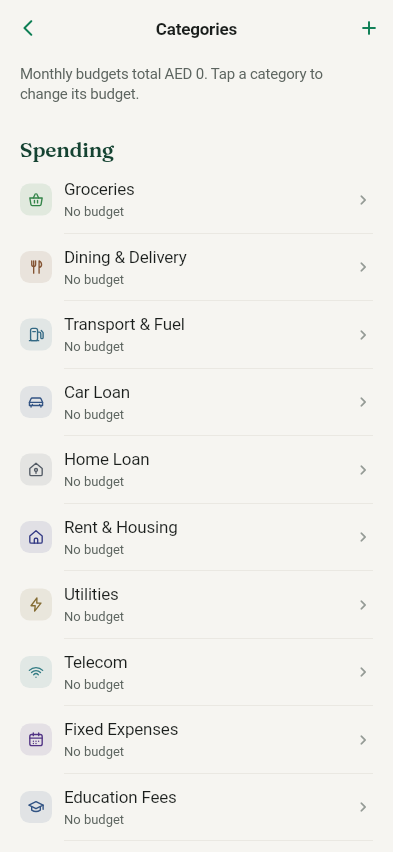 Categories
Monthly budgets total AED 0. Tap a category to
change its budget.
Spending
Groceries
No budget
Dining & Delivery
No budget
Transport & Fuel
No budget
Car Loan
No budget
Home Loan
No budget
Rent & Housing
No budget
Utilities
No budget
Telecom
No budget
Fixed Expenses
No budget
Education Fees
No budget